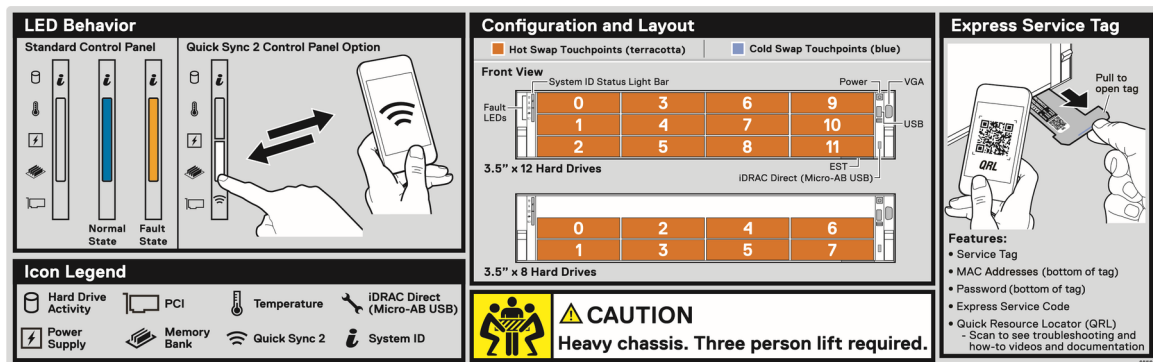 LED Behavior
Standard Control Panel
Quick Sync 2 Control Panel Option
i
i
i
i
Normal
State
Fault
State
Icon Legend
Hard Drive
Activity
PCI
Temperature
iDRAC Direct
(Micro-AB USB)
Power
Supply
Memory
Bank
Quick Sync 2
i
System ID
Configuration and Layout
Hot Swap Touchpoints (terracotta)
Cold Swap Touchpoints (blue)
Front View
System ID Status Light Bar
Power
VGA
Fault
LEDs
USB
0 3 6 9
1 4 7 10
2 5 8 11
3.5" x 12 Hard Drives
EST
iDRAC Direct (Micro-AB USB)
0 2 4 6
1 3 5 7
3.5" x 8 Hard Drives
CAUTION
Heavy chassis. Three person lift required.
Express Service Tag
Pull to
open tag
QRL
Features:
• Service Tag
• MAC Addresses (bottom of tag)
• Password (bottom of tag)
• Express Service Code
• Quick Resource Locator (QRL)
- Scan to see troubleshooting and
how-to videos and documentation